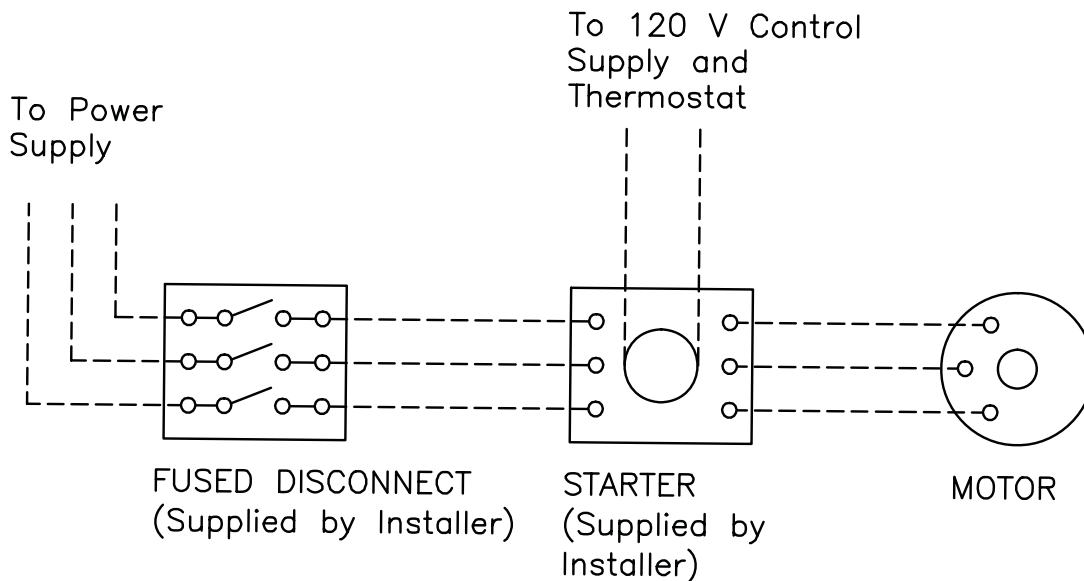 To 120 V Control
Supply and
Thermostat
To Power
Supply
FUSED DISCONNECT
(Supplied by Installer)
STARTER
(Supplied by
Installer)
MOTOR